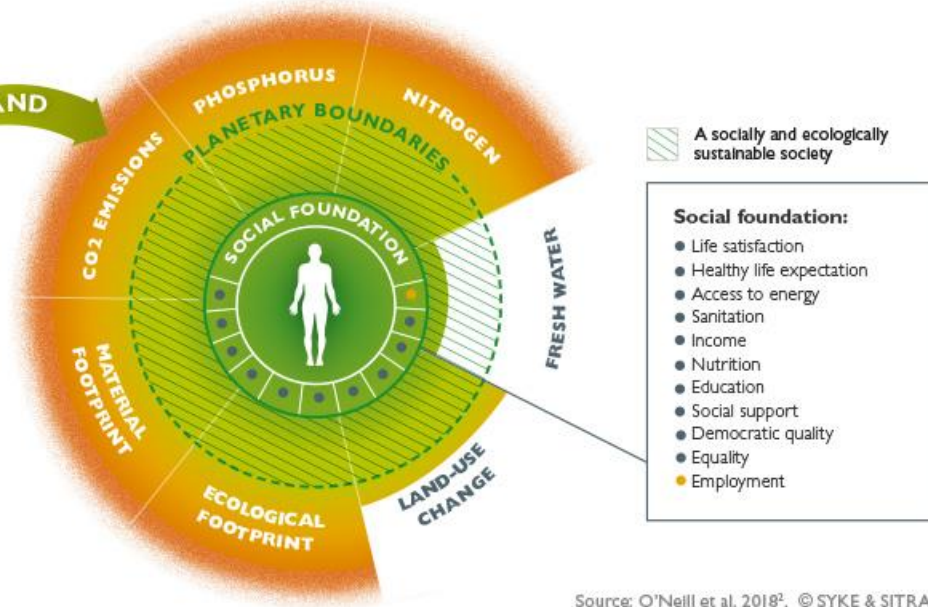 AND
PHOSPHORUS
NITROGEN
PLANETARY BOUNDARIES
CO2 EMISSIONS
SOCIAL FOUNDATION
FRESH WATER
MATERIAL
FOOTPRINT
LAND-USE
CHANGE
ECOLOGICAL
FOOTPRINT
A socially and ecologically
sustainable society
Social foundation:
Life satisfaction
Healthy life expectation
Access to energy
Sanitation
Income
Nutrition
Education
Social support
Democratic quality
Equality
Employment
Source: O'Neill et al. 2018². © SYKE & SITRA